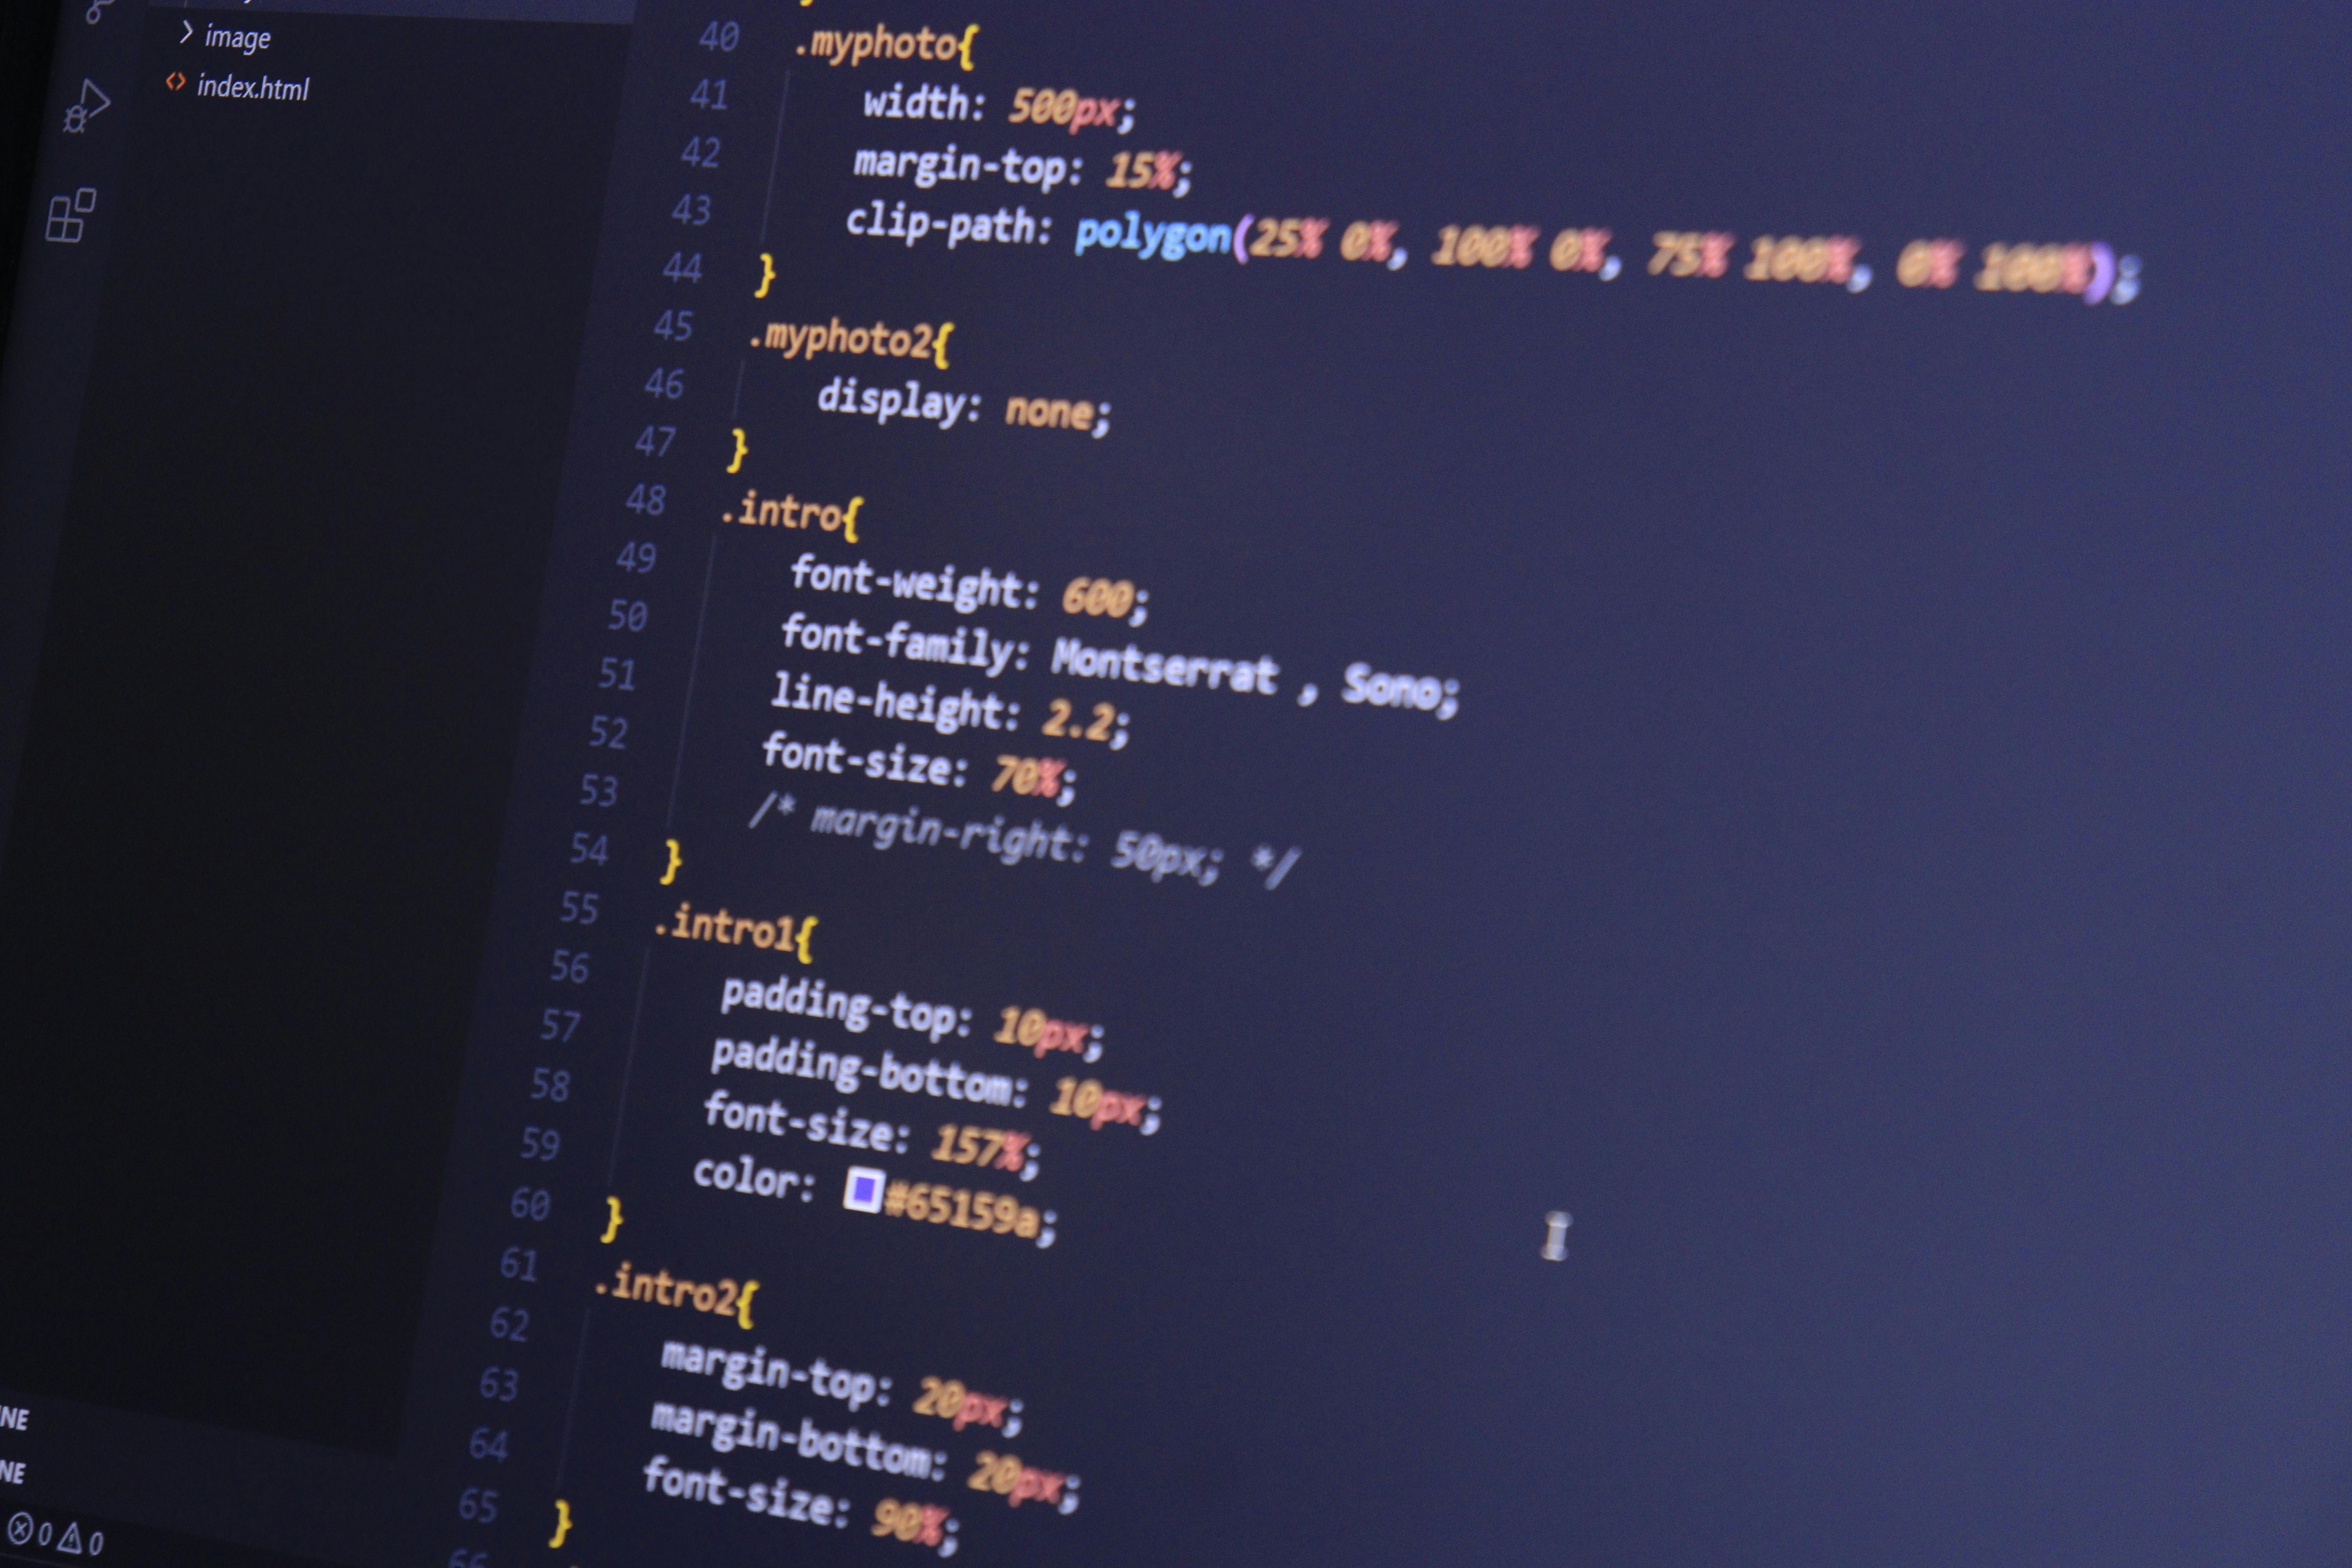 image
index.html
40 .myphoto{
41 width: 500px;
42 margin-top: 15%;
43 clip-path: polygon(25% 0%, 100% 0%, 75% 100%, 0% 100%);
44 }
45 .myphoto2{
46 display: none;
47 }
48 .intro{
49 font-weight: 600;
50 font-family: Montserrat , Sono;
51 line-height: 2.2;
52 font-size: 70%;
53 /* margin-right: 50px; */
54 }
55 .intro1{
56 padding-top: 10px;
57 padding-bottom: 10px;
58 font-size: 157%;
59 color: #65159a;
60 }
61 .intro2{
62 margin-top: 20px;
63 margin-bottom: 20px;
64 font-size: 90%;
65 }
66
NE
NE
0 0